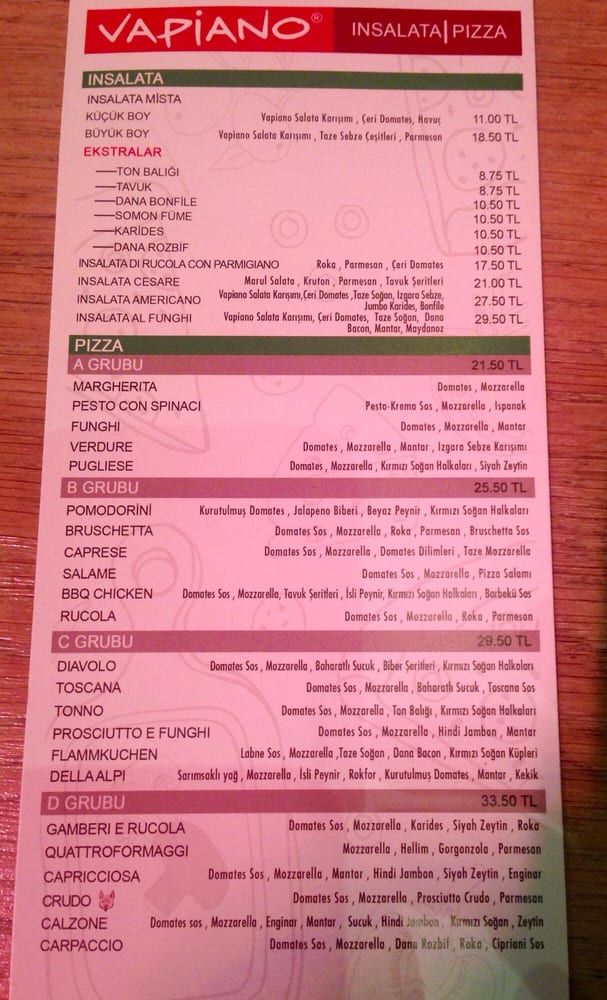 VAPIANO® INSALATA|PIZZA
INSALATA
INSALATA MİSTA
KÜÇÜK BOY Vapiano Salata Karışımı , Çeri Domates, Havuç 11.00 TL
BÜYÜK BOY Vapiano Salata Karışımı , Taze Sebze Çeşitleri , Parmesan 18.50 TL
EKSTRALAR
TON BALIĞI 8.75 TL
TAVUK 8.75 TL
DANA BONFİLE 10.50 TL
SOMON FÜME 10.50 TL
KARİDES 10.50 TL
DANA ROZBİF 10.50 TL
INSALATA DI RUCOLA CON PARMIGIANO Roka , Parmesan , Çeri Domates 17.50 TL
INSALATA CESARE Marul Salata , Kruton , Parmesan , Tavuk Şeritleri 21.00 TL
INSALATA AMERICANO Vapiano Salata Karışımı,Çeri Domates ,Taze Soğan, Izgara Sebze, Jumbo Karides, Bonfile 27.50 TL
INSALATA AL FUNGHI Vapiano Salata Karışımı, Çeri Domates, Taze Soğan, Dana Bacon, Mantar, Maydanoz 29.50 TL
PIZZA
A GRUBU 21.50 TL
MARGHERITA Domates , Mozzarella
PESTO CON SPINACI Pesto-Krema Sos , Mozzarella , Ispanak
FUNGHI Domates , Mozzarella , Mantar
VERDURE Domates , Mozzarella , Mantar , Izgara Sebze Karışımı
PUGLIESE Domates , Mozzarella , Kırmızı Soğan Halkaları , Siyah Zeytin
B GRUBU 25.50 TL
POMODORİNİ Kurutulmuş Domates , Jalapeno Biberi , Beyaz Peynir , Kırmızı Soğan Halkaları
BRUSCHETTA Domates Sos , Mozzarella , Roka , Parmesan , Bruschetta Sos
CAPRESE Domates Sos , Mozzarella , Domates Dilimleri , Taze Mozzarella
SALAME Domates Sos , Mozzarella , Pizza Salamı
BBQ CHICKEN Domates Sos , Mozzarella, Tavuk Şeritleri , İsli Peynir, Kırmızı Soğan Halkaları , Barbekü Sos
RUCOLA Domates Sos , Mozzarella , Roka , Parmesan
C GRUBU 29.50 TL
DIAVOLO Domates Sos , Mozzarella , Baharatlı Sucuk , Biber Şeritleri , Kırmızı Soğan Halkaları
TOSCANA Domates Sos , Mozzarella , Baharatlı Sucuk , Toscana Sos
TONNO Domates Sos , Mozzarella , Ton Balığı , Kırmızı Soğan Halkaları
PROSCIUTTO E FUNGHI Domates Sos , Mozzarella , Hindi Jambon , Mantar
FLAMMKUCHEN Labne Sos , Mozzarella ,Taze Soğan , Dana Bacon , Kırmızı Soğan Küpleri
DELLA ALPI Sarımsaklı yağ , Mozzarella , İsli Peynir , Rokfor , Kurutulmuş Domates , Mantar , Kekik
D GRUBU 33.50 TL
GAMBERI E RUCOLA Domates Sos , Mozzarella , Karides , Siyah Zeytin , Roka
QUATTROFORMAGGI Mozzarella , Hellim , Gorgonzola , Parmesan
CAPRICCIOSA Domates Sos , Mozzarella , Mantar , Hindi Jambon , Siyah Zeytin , Enginar
CRUDO Domates Sos , Mozzarella , Prosciutto Crudo , Parmesan
CALZONE Domates sos , Mozzarella , Enginar , Mantar , Sucuk , Hindi Jambon , Kırmızı Soğan , Zeytin
CARPACCIO Domates Sos , Mozzarella , Dana Rozbif , Roka , Cipriani Sos